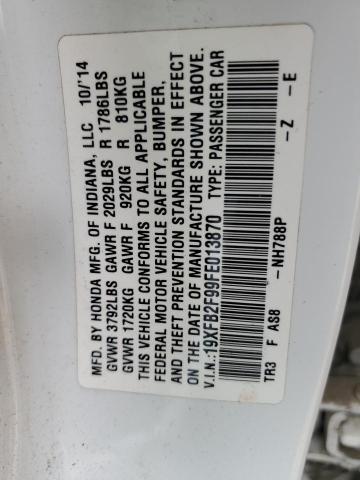 MFD. BY HONDA MFG. OF INDIANA, LLC 10/'14
GVWR 3792LBS GAWR F 2029LBS R 1786LBS
GVWR 1720KG GAWR F 920KG R 810KG
THIS VEHICLE CONFORMS TO ALL APPLICABLE
FEDERAL MOTOR VEHICLE SAFETY, BUMPER,
AND THEFT PREVENTION STANDARDS IN EFFECT
ON THE DATE OF MANUFACTURE SHOWN ABOVE.
V.I.N.:19XFB2F99FE013870 TYPE: PASSENGER CAR
-NH788P -Z -E
TR3 F AS8